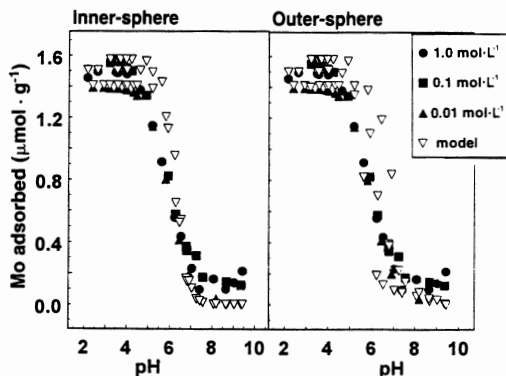 Inner-sphere
Outer-sphere
Mo adsorbed (µmol · g⁻¹)
1.6
1.2
0.8
0.4
0.0
2 4 6 8 10
pH
2 4 6 8 10
pH
1.0 mol·L⁻¹
0.1 mol·L⁻¹
0.01 mol·L⁻¹
model